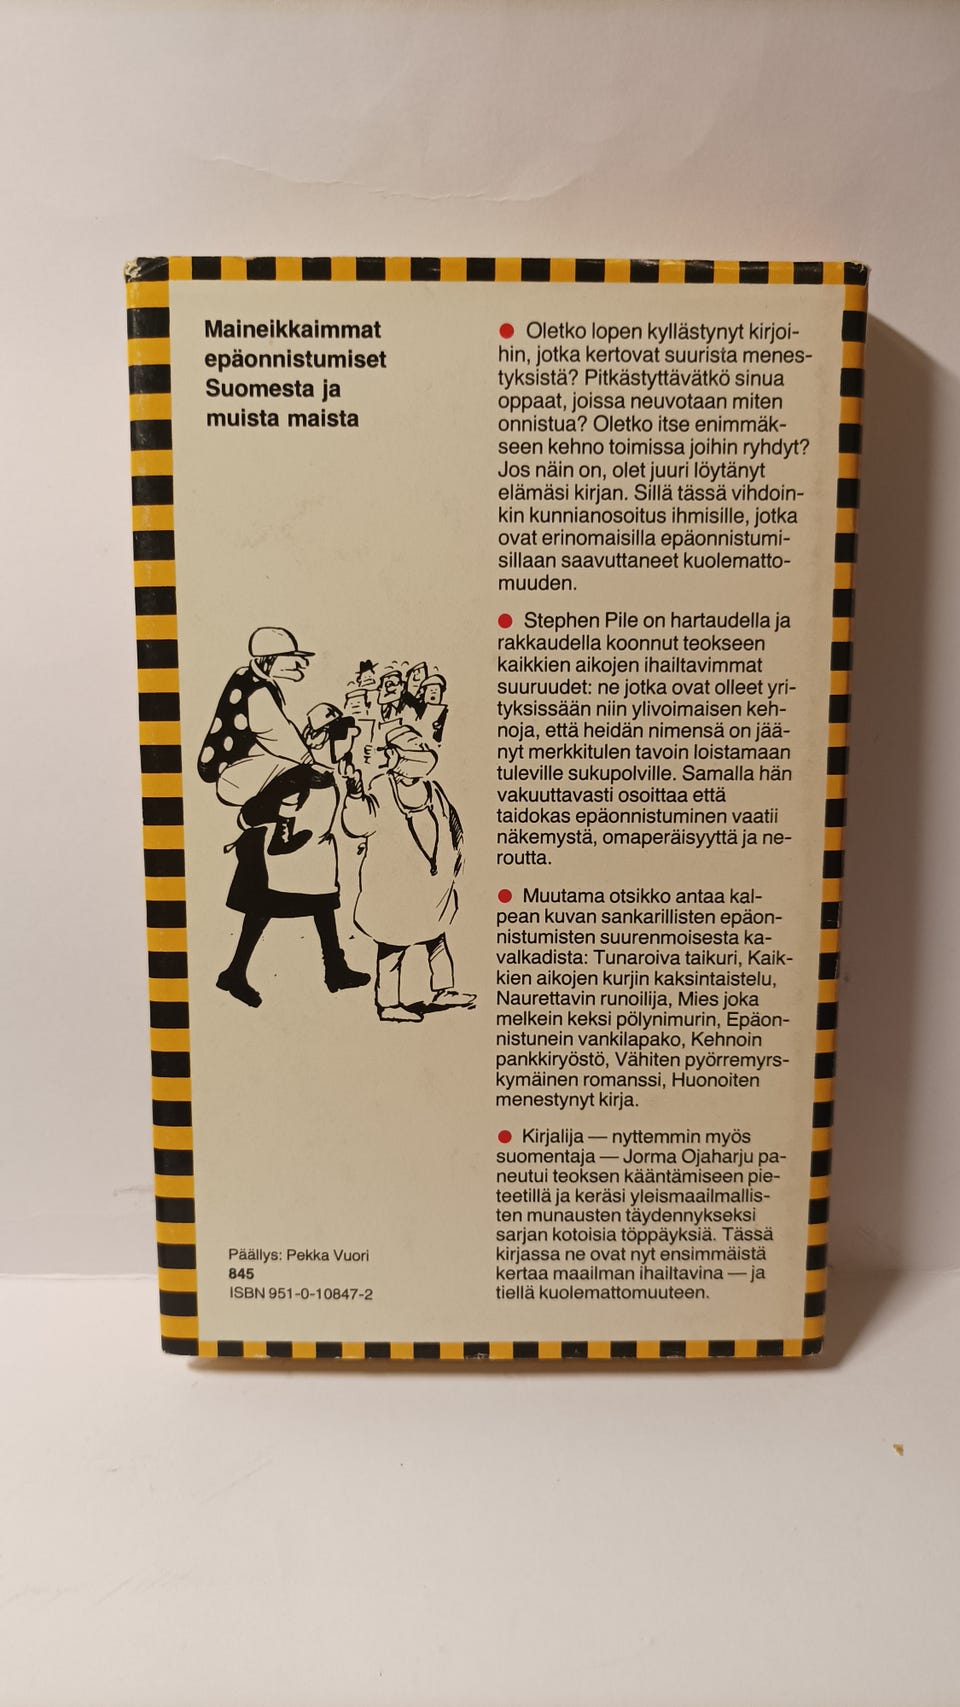 Maineikkaimmat
epäonnistumiset
Suomesta ja
muista maista
● Oletko lopen kyllästynyt kirjoi-
hin, jotka kertovat suurista menes-
tyksistä? Pitkästyttävätkö sinua
oppaat, joissa neuvotaan miten
onnistua? Oletko itse enimmäk-
seen kehno toimissa joihin ryhdyt?
Jos näin on, olet juuri löytänyt
elämäsi kirjan. Sillä tässä vihdoin-
kin kunnianosoitus ihmisille, jotka
ovat erinomaisilla epäonnistumi-
sillaan saavuttaneet kuolematto-
muuden.
● Stephen Pile on hartaudella ja
rakkaudella koonnut teokseen
kaikkien aikojen ihailtavimmat
suuruudet: ne jotka ovat olleet yri-
tyksissään niin ylivoimaisen keh-
noja, että heidän nimensä on jää-
nyt merkkitulen tavoin loistamaan
tuleville sukupolville. Samalla hän
vakuuttavasti osoittaa että
taidokas epäonnistuminen vaatii
näkemystä, omaperäisyyttä ja ne-
routta.
● Muutama otsikko antaa kal-
pean kuvan sankarillisten epäon-
nistumisten suurenmoisesta ka-
valkadista: Tunaroiva taikuri, Kaik-
kien aikojen kurjin kaksintaistelu,
Naurettavin runoilija, Mies joka
melkein keksi pölynimurin, Epäon-
nistunein vankilapako, Kehnoin
pankkiryöstö, Vähiten pyörremyrs-
kymäinen romanssi, Huonoiten
menestynyt kirja.
● Kirjalija — nyttemmin myös
suomentaja — Jorma Ojaharju pa-
neutui teoksen kääntämiseen pie-
teetillä ja keräsi yleismaailmallis-
ten munausten täydennykseksi
sarjan kotoisia töppäyksiä. Tässä
kirjassa ne ovat nyt ensimmäistä
kertaa maailman ihailtavina — ja
tiellä kuolemattomuuteen.
Päällys: Pekka Vuori
845
ISBN 951-0-10847-2